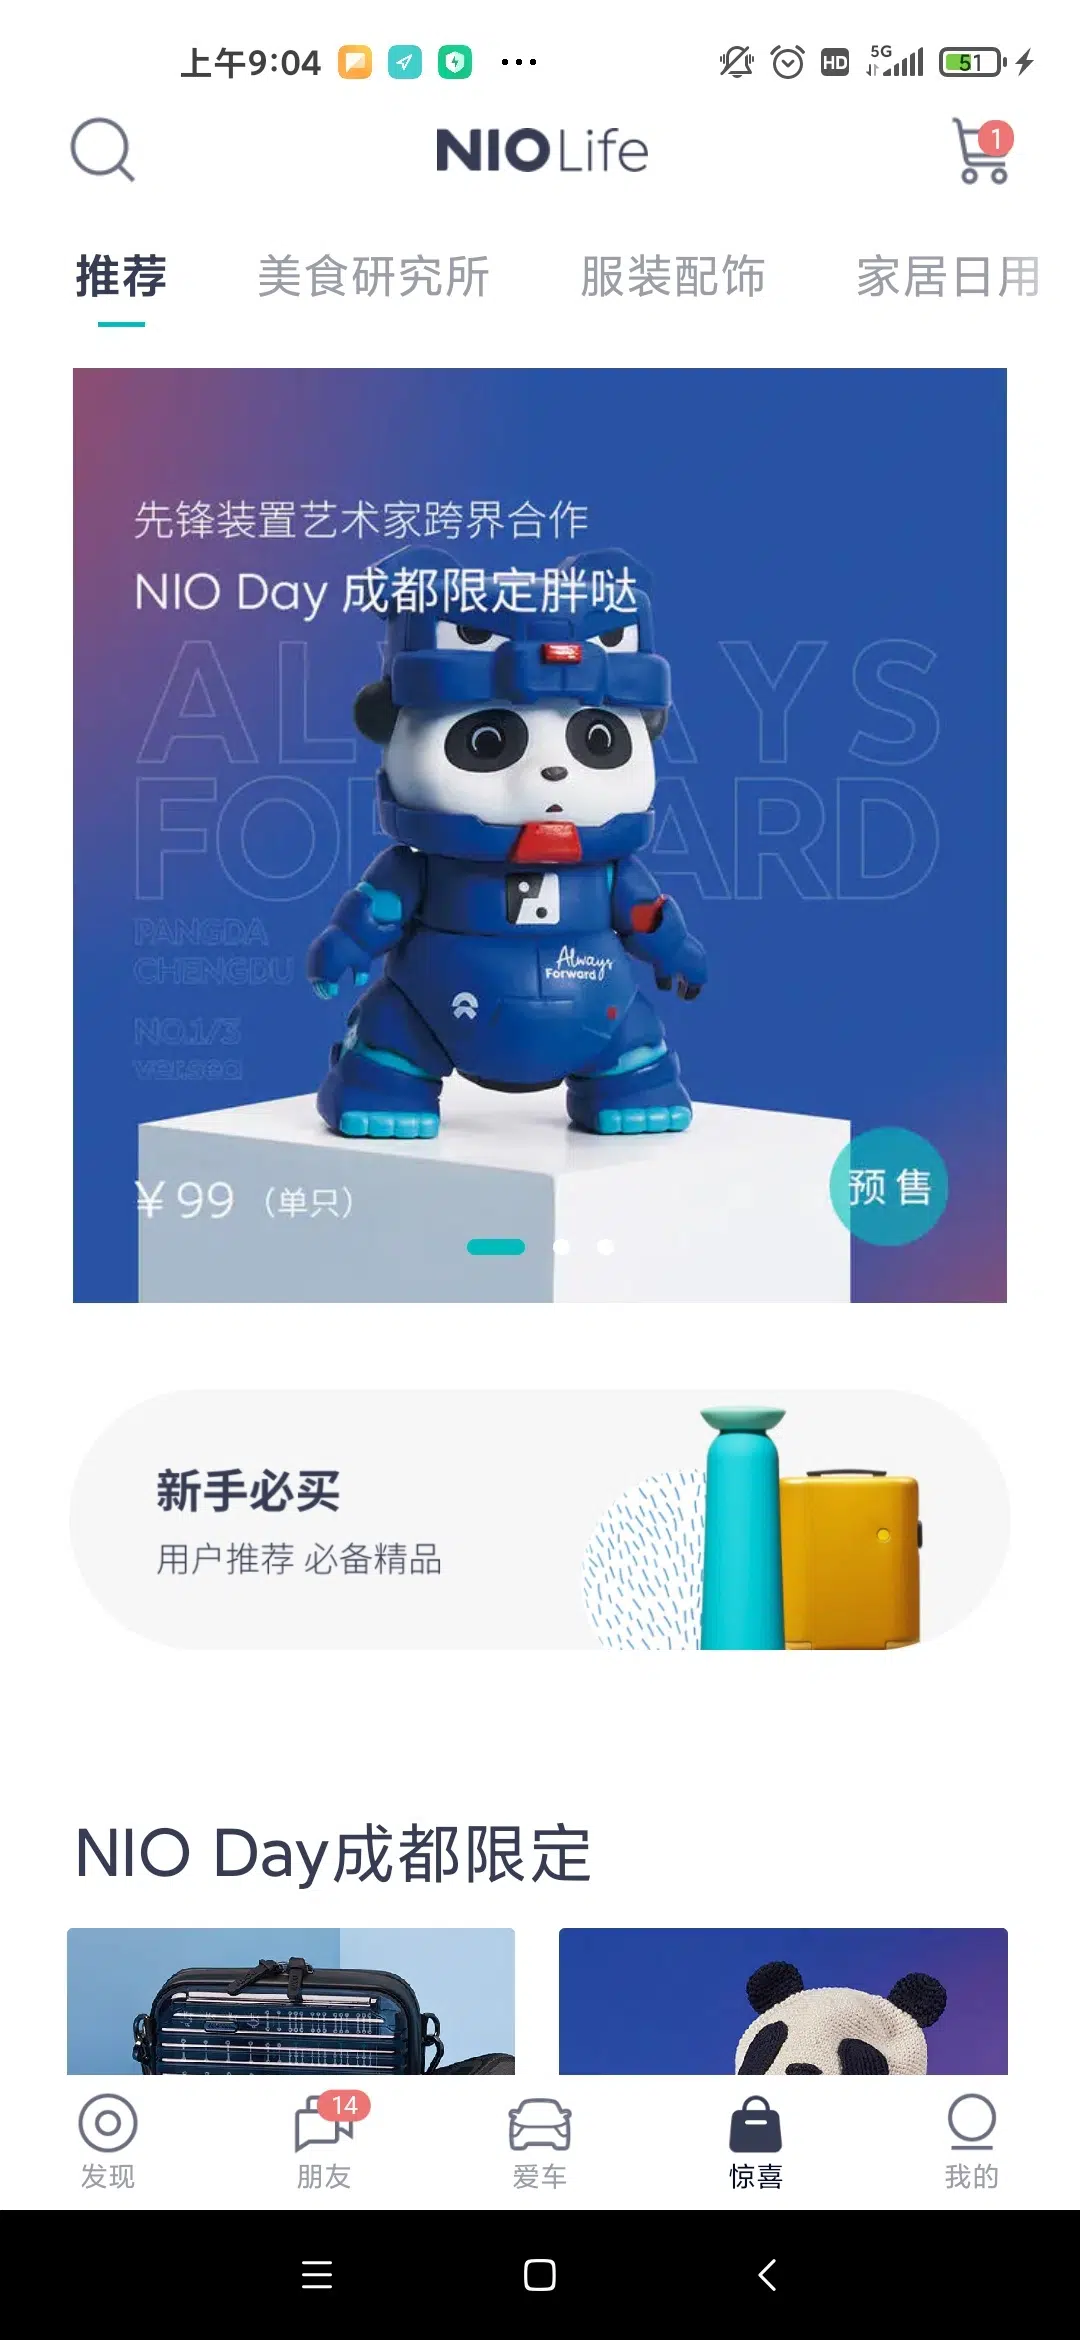 上午9:04
HD
5G
51
NIO Life
1
推荐
美食研究所
服装配饰
家居日用
先锋装置艺术家跨界合作
NIO Day 成都限定胖哒
ALWAYS
FORWARD
PANGDA
CHENGDU
NO.1/3
ver.sea
Always
Forward
¥99（单只）
预售
新手必买
用户推荐 必备精品
NIO Day成都限定
14
发现
朋友
爱车
惊喜
我的